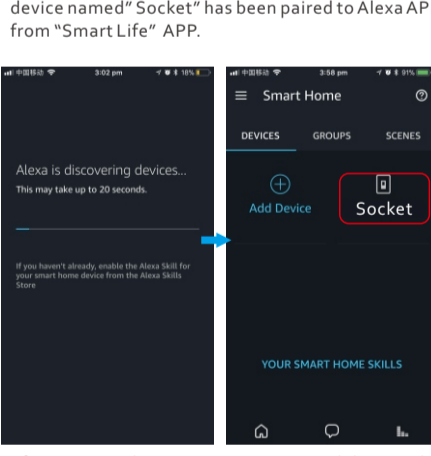 device named" Socket" has been paired to Alexa AP
from "Smart Life" APP.
中国移动 3:02 pm 18%
Alexa is discovering devices...
This may take up to 20 seconds.
If you haven't already, enable the Alexa Skill for
your smart home device from the Alexa Skills
Store
中国移动 3:58 pm 91%
Smart Home
DEVICES GROUPS SCENES
Add Device Socket
YOUR SMART HOME SKILLS